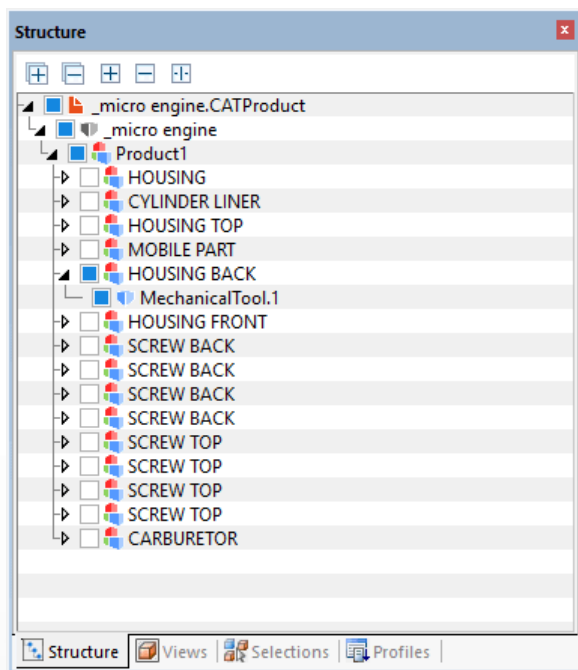 Structure
_micro engine.CATProduct
_micro engine
Product1
HOUSING
CYLINDER LINER
HOUSING TOP
MOBILE PART
HOUSING BACK
MechanicalTool.1
HOUSING FRONT
SCREW BACK
SCREW BACK
SCREW BACK
SCREW BACK
SCREW TOP
SCREW TOP
SCREW TOP
SCREW TOP
CARBURETOR
Structure Views Selections Profiles